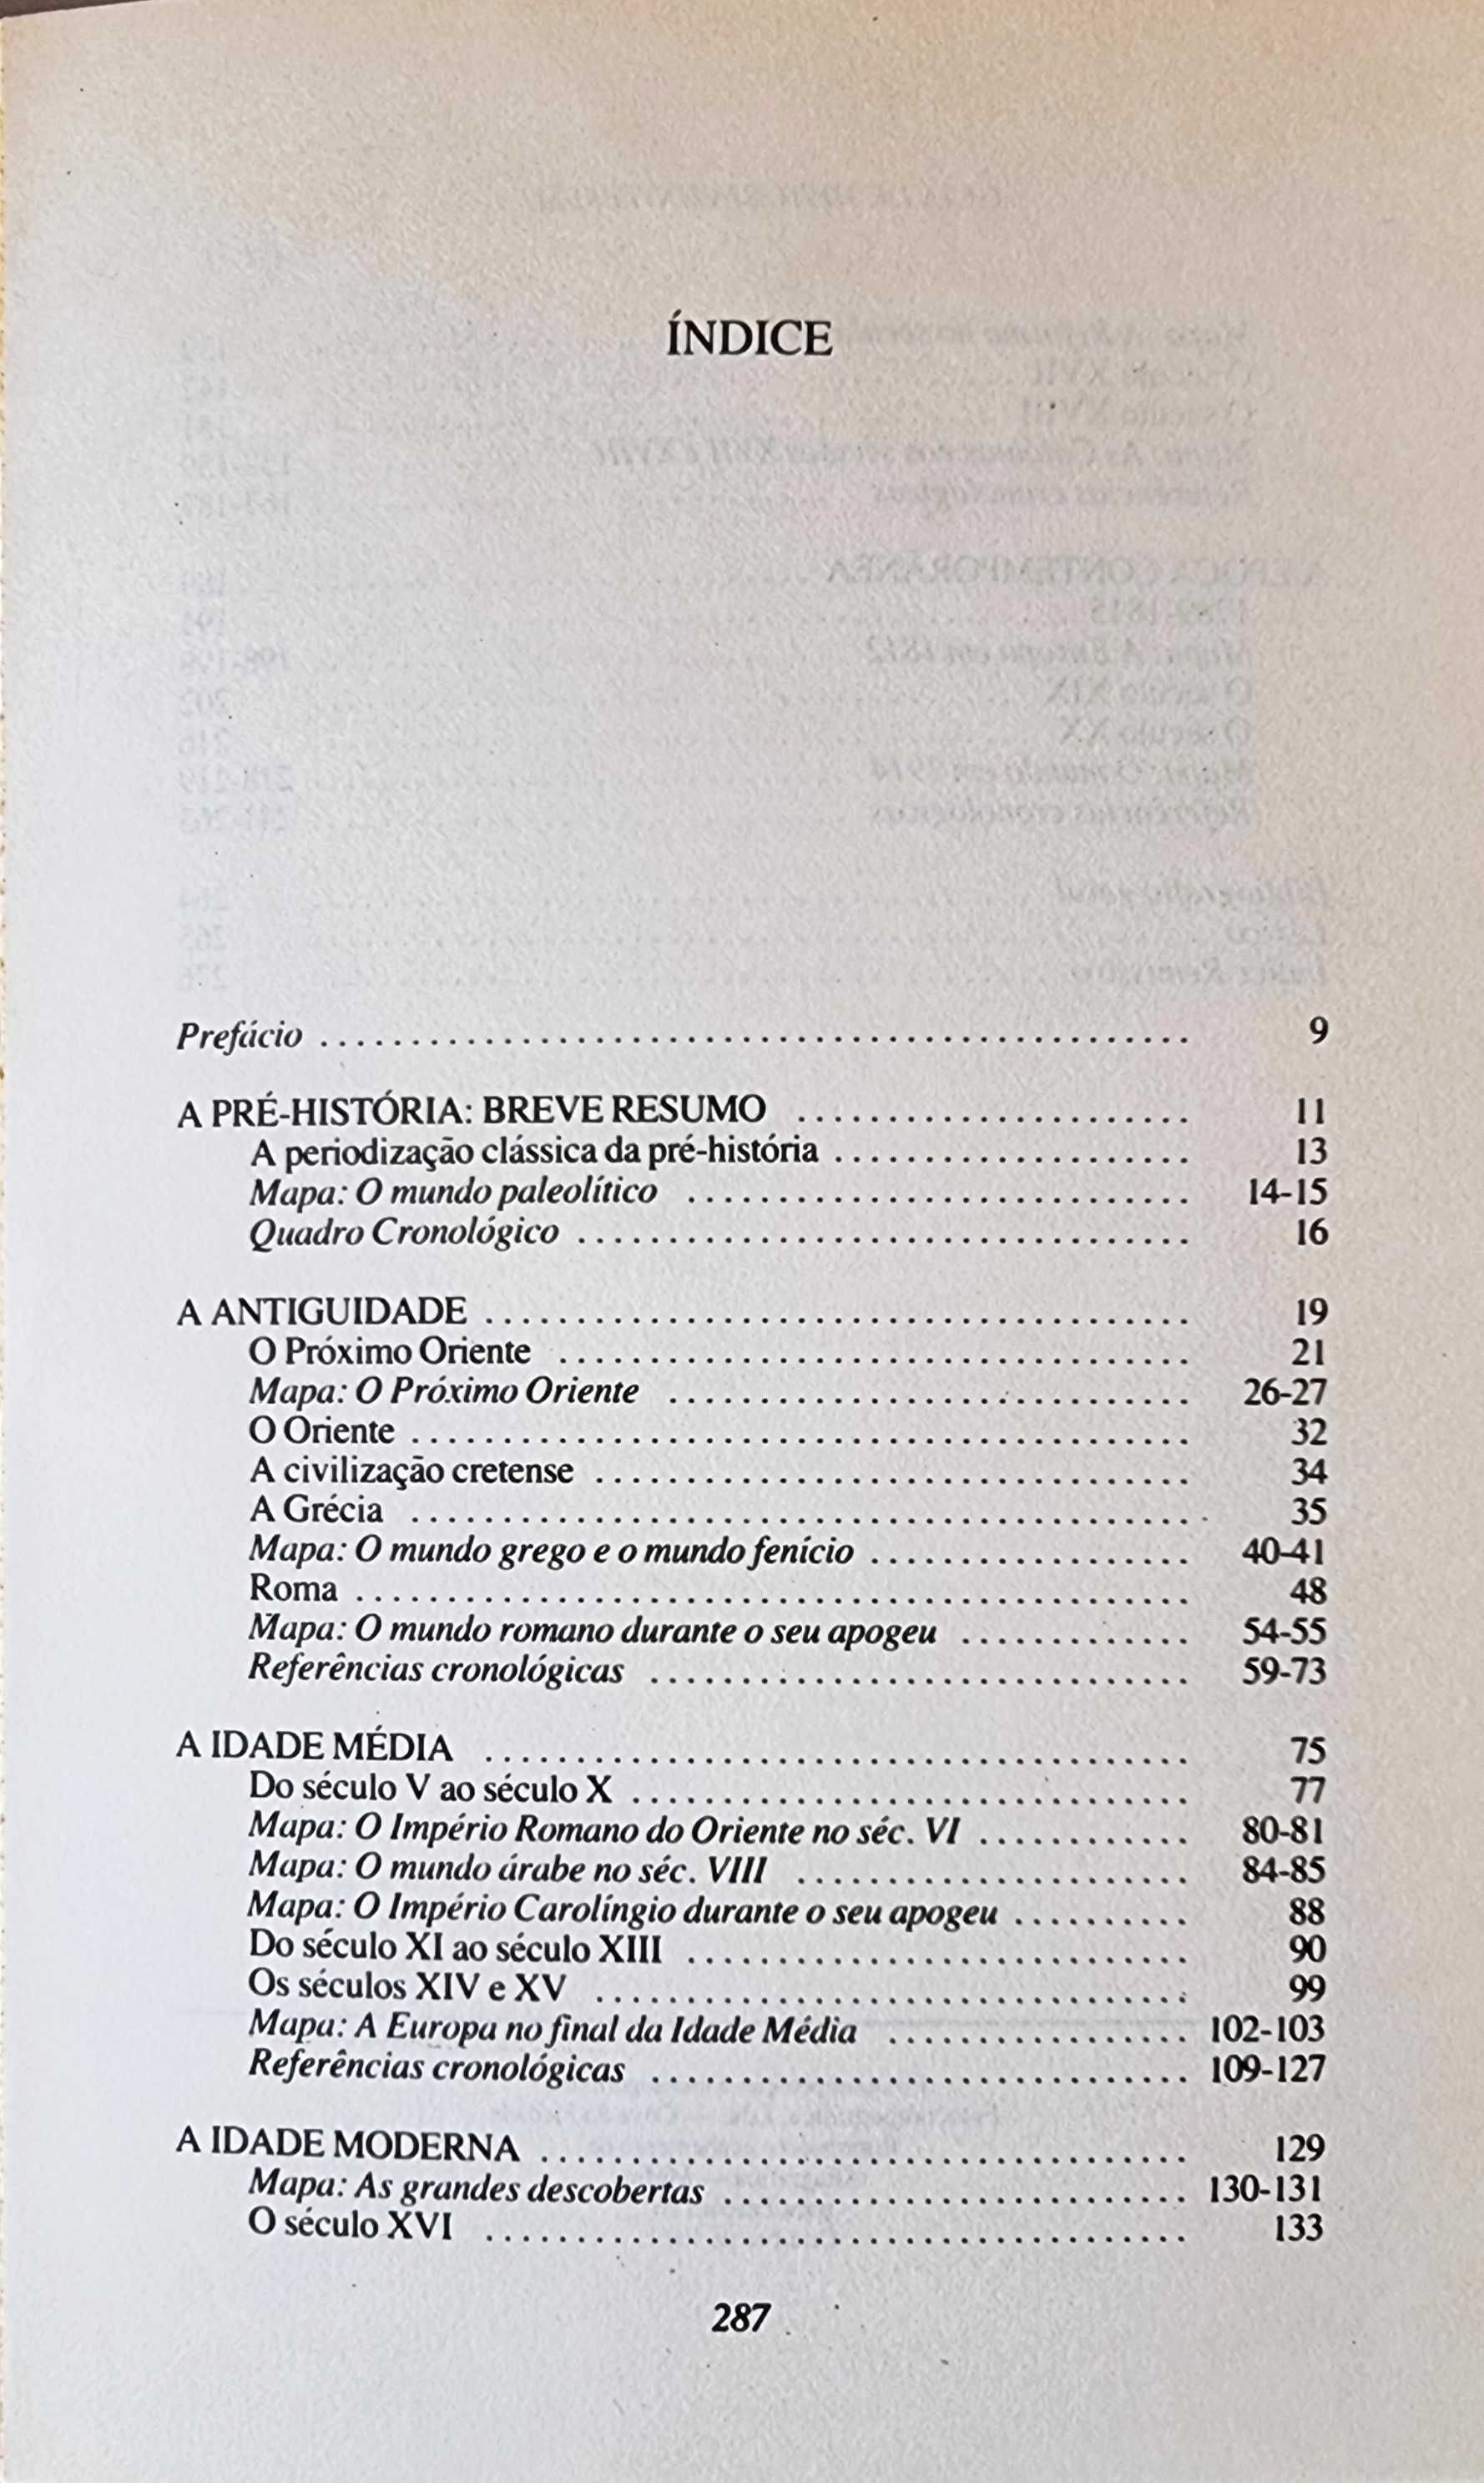 ÍNDICE
Prefácio ........ 9
A PRÉ-HISTÓRIA: BREVE RESUMO ........ 11
A periodização clássica da pré-história ........ 13
Mapa: O mundo paleolítico ........ 14-15
Quadro Cronológico ........ 16
A ANTIGUIDADE ........ 19
O Próximo Oriente ........ 21
Mapa: O Próximo Oriente ........ 26-27
O Oriente ........ 32
A civilização cretense ........ 34
A Grécia ........ 35
Mapa: O mundo grego e o mundo fenício ........ 40-41
Roma ........ 48
Mapa: O mundo romano durante o seu apogeu ........ 54-55
Referências cronológicas ........ 59-73
A IDADE MÉDIA ........ 75
Do século V ao século X ........ 77
Mapa: O Império Romano do Oriente no séc. VI ........ 80-81
Mapa: O mundo árabe no séc. VIII ........ 84-85
Mapa: O Império Carolíngio durante o seu apogeu ........ 88
Do século XI ao século XIII ........ 90
Os séculos XIV e XV ........ 99
Mapa: A Europa no final da Idade Média ........ 102-103
Referências cronológicas ........ 109-127
A IDADE MODERNA ........ 129
Mapa: As grandes descobertas ........ 130-131
O século XVI ........ 133
287